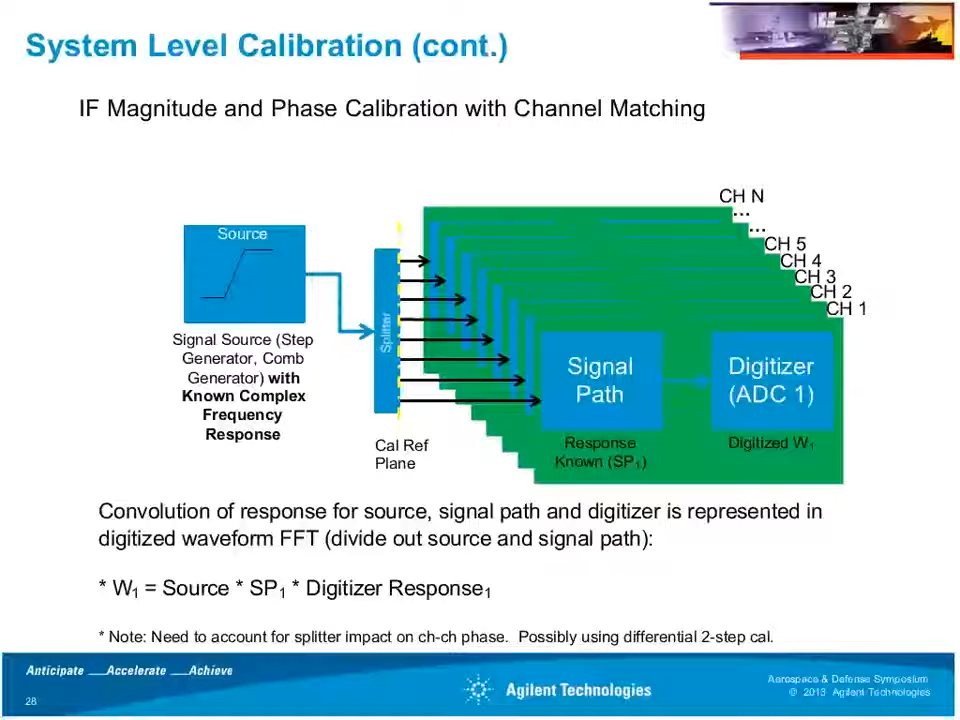 System Level Calibration (cont.)
IF Magnitude and Phase Calibration with Channel Matching
CH N
...
...
CH 5
CH 4
CH 3
CH 2
CH 1
Source
Splitter
Signal Source (Step
Generator, Comb
Generator) with
Known Complex
Frequency
Response
Cal Ref
Plane
Signal
Path
Digitizer
(ADC 1)
Response
Known (SP₁)
Digitized W₁
Convolution of response for source, signal path and digitizer is represented in
digitized waveform FFT (divide out source and signal path):
* W₁ = Source * SP₁ * Digitizer Response₁
* Note: Need to account for splitter impact on ch-ch phase. Possibly using differential 2-step cal.
Anticipate __Accelerate __Achieve
28
Agilent Technologies
Aerospace & Defense Symposium
© 2013 Agilent Technologies